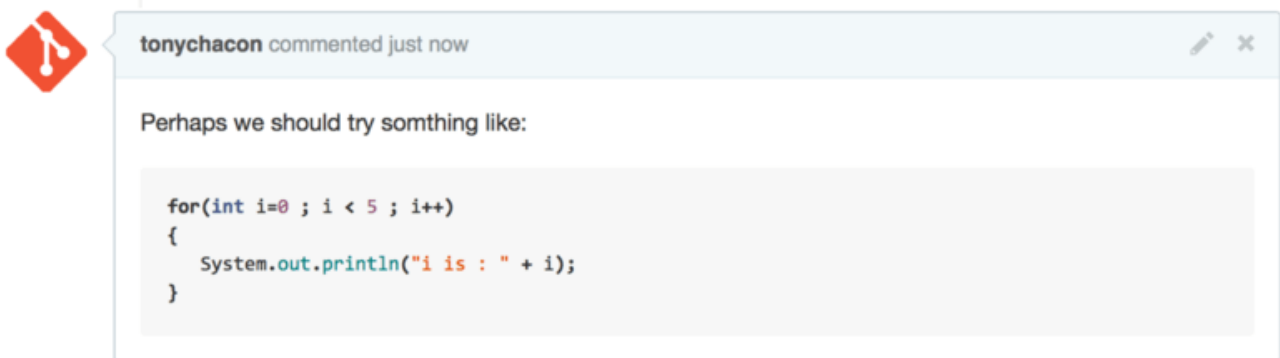 tonychacon commented just now
Perhaps we should try somthing like:
for(int i=0 ; i < 5 ; i++)
{
   System.out.println("i is : " + i);
}